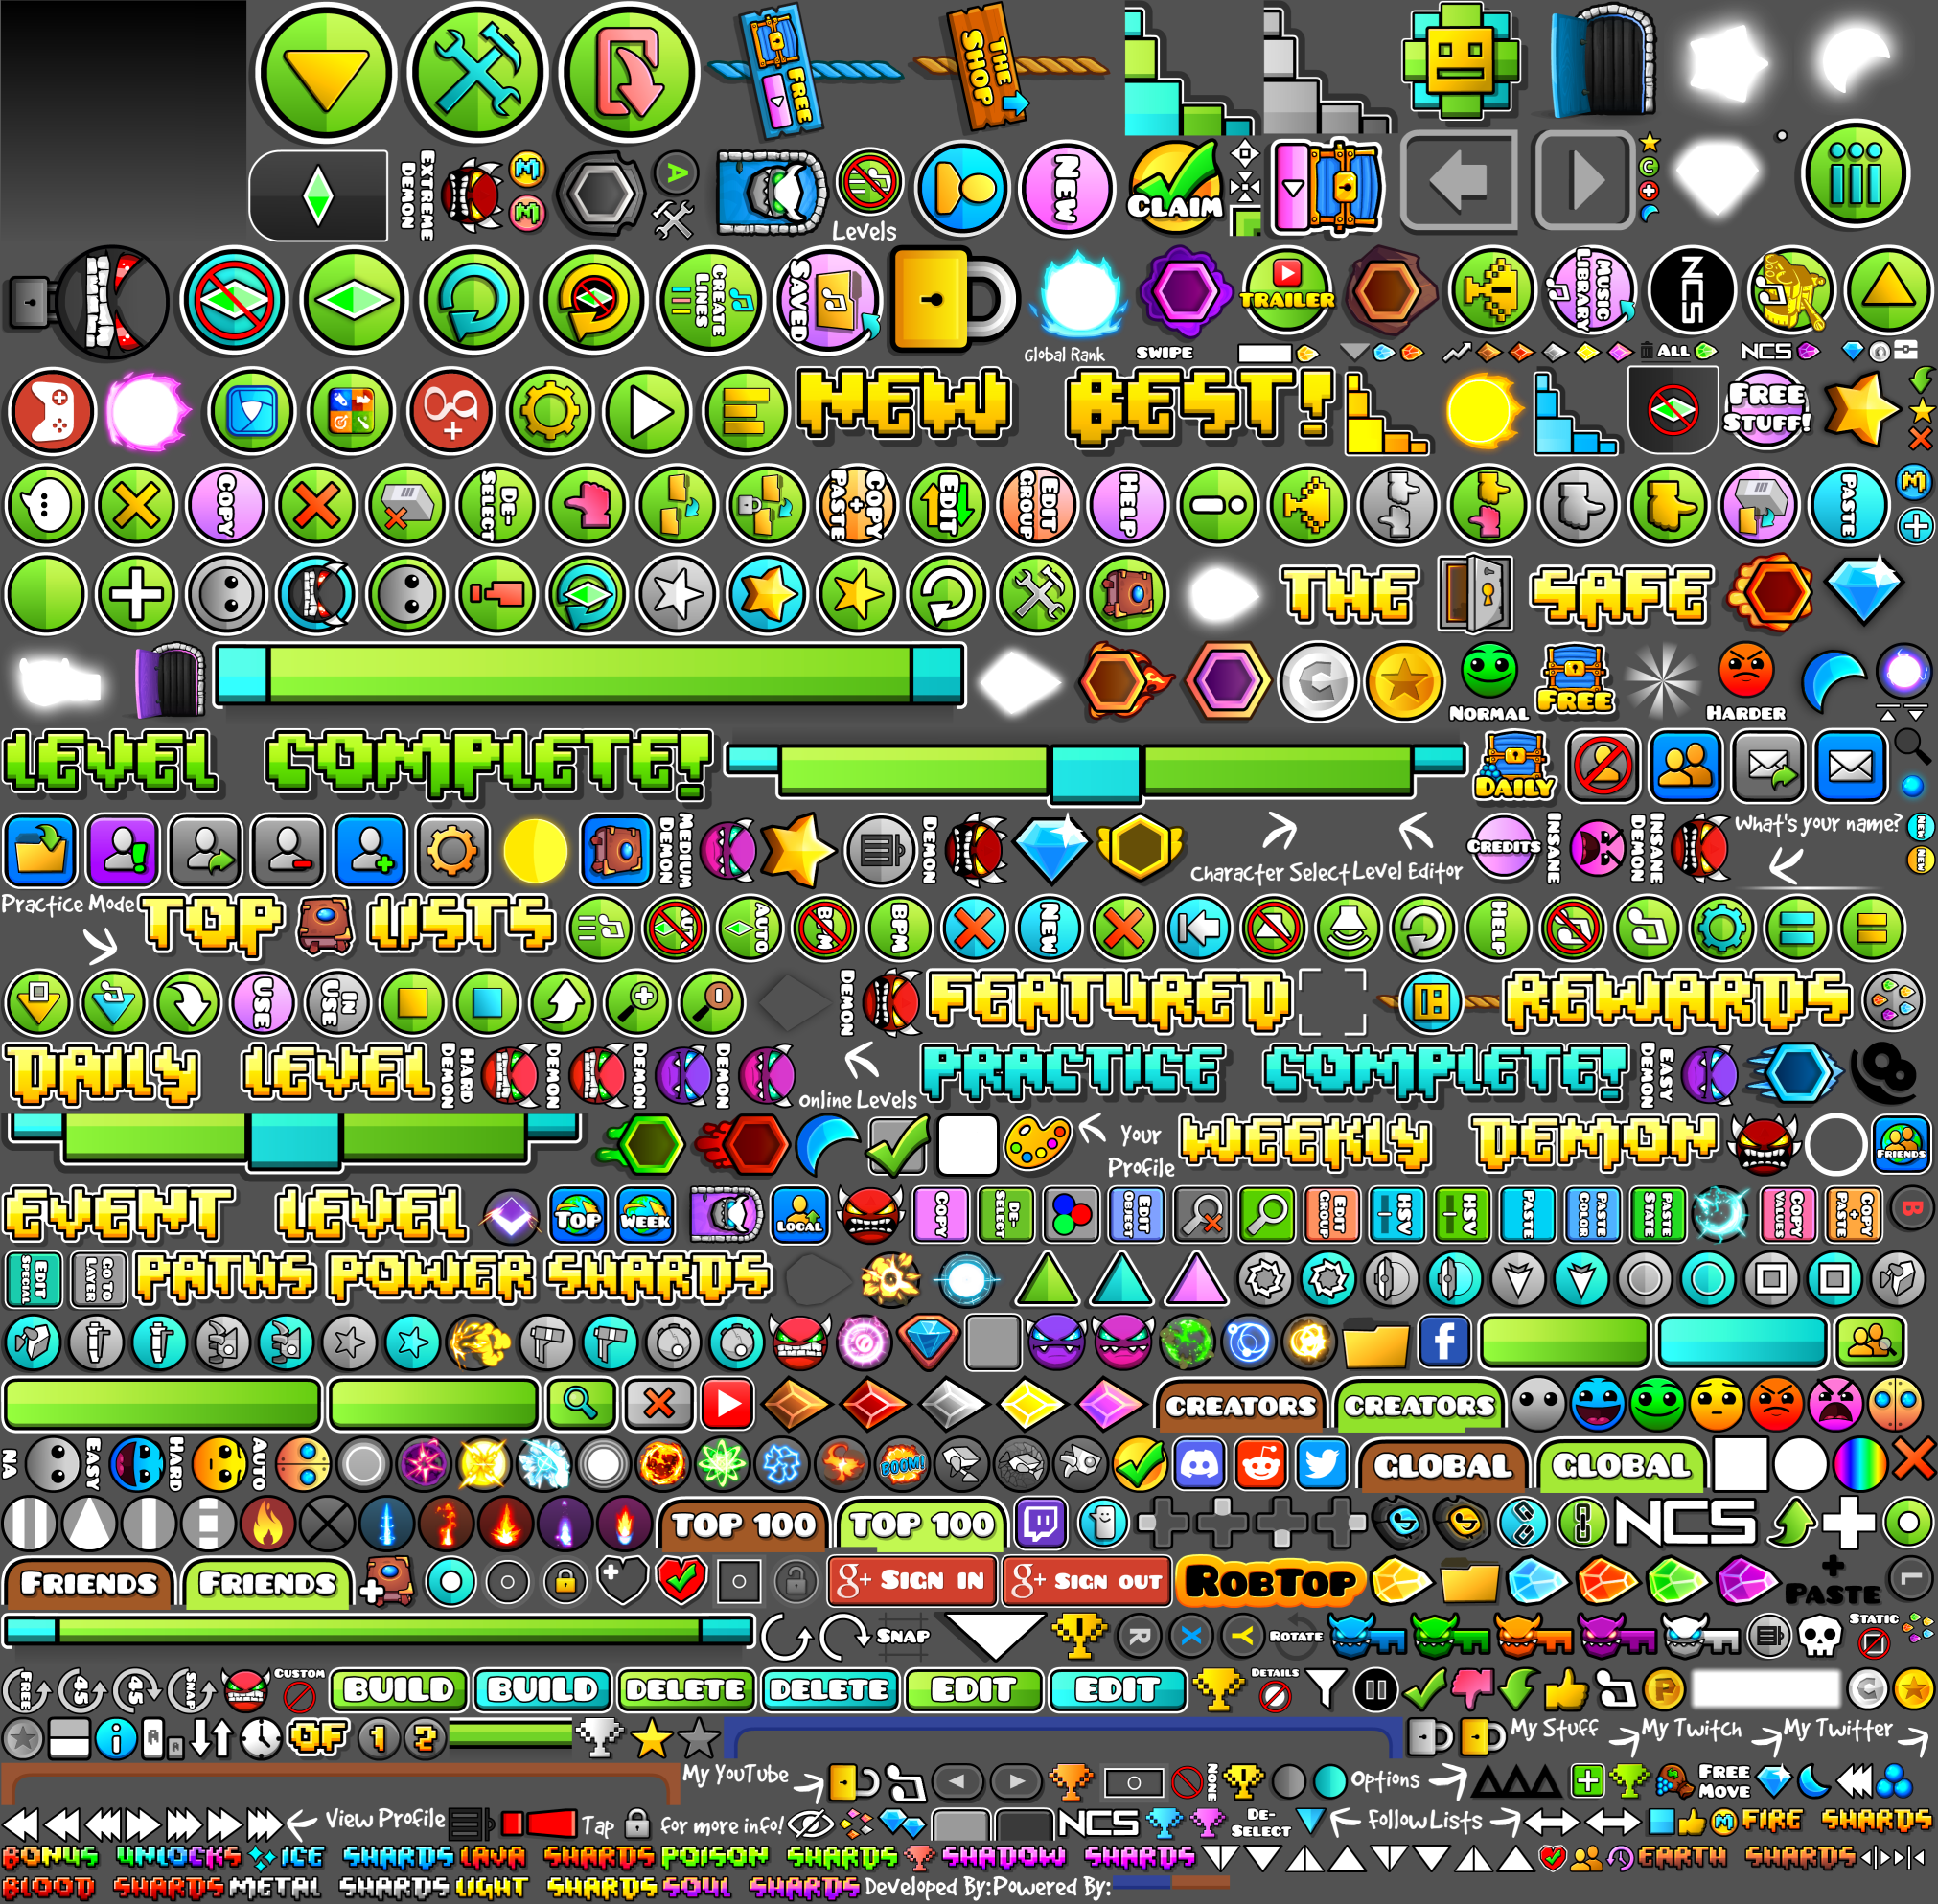 FREE
THE SHOP
EXTREME DEMON
M
M
A
Levels
NEW
CLAIM
C
CREATE LINES
SAVED
Global Rank
SWIPE
TRAILER
MUSIC LIBRARY
NCS
ALL
NCS
g+
NEW BEST!
FREE STUFF!
COPY
DE-SELECT
COPY + PASTE
EDIT
EDIT GROUP
HELP
PASTE
M
THE SAFE
C
NORMAL
FREE
HARDER
LEVEL COMPLETE!
DAILY
MEDIUM DEMON
DEMON
Character Select
Level Editor
CREDITS
INSANE
INSANE DEMON
What's your name?
NEW
NEW
Practice Mode
TOP LISTS
AUTO
AUTO
BPM
BPM
NEW
HELP
USE
IN USE
DEMON
FEATURED
REWARDS
DAILY LEVEL
HARD DEMON
DEMON
DEMON
DEMON
Online Levels
PRACTICE COMPLETE!
EASY DEMON
Your Profile
WEEKLY DEMON
FRIENDS
EVENT LEVEL
TOP
WEEK
LOCAL
COPY
DE-SELECT
EDIT OBJECT
EDIT GROUP
HSV
HSV
PASTE
PASTE COLOR
PASTE STATE
COPY VALUES
COPY + PASTE
B
EDIT SPECIAL
GO TO LAYER
PATHS
POWER
SHARDS
f
CREATORS
CREATORS
NA
EASY
HARD
AUTO
BOOM!
GLOBAL
GLOBAL
TOP 100
TOP 100
NCS
FRIENDS
FRIENDS
g+ SIGN IN
g+ SIGN OUT
ROBTOP
+ PASTE
L
SNAP
R
X
Y
ROTATE
STATIC
FREE
45
45
SNAP
CUSTOM
BUILD
BUILD
DELETE
DELETE
EDIT
EDIT
DETAILS
P
C
i
A
A
OF
1
2
My Stuff
My Twitch
My Twitter
My YouTube
NONE
Options
FREE MOVE
View Profile
Tap
for more info!
NCS
DE-SELECT
Follow
Lists
M
FIRE SHARDS
BONUS UNLOCKS
ICE SHARDS
LAVA SHARDS
POISON SHARDS
SHADOW SHARDS
EARTH SHARDS
BLOOD SHARDS
METAL SHARDS
LIGHT SHARDS
SOUL SHARDS
Developed By:
Powered By: